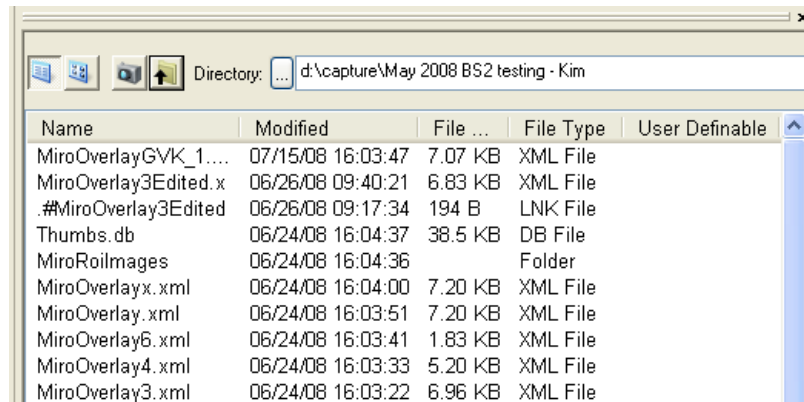 Directory: ... d:\capture\May 2008 BS2 testing - Kim
Name Modified File ... File Type User Definable
MiroOverlayGVK_1.... 07/15/08 16:03:47 7.07 KB XML File
MiroOverlay3Edited.x 06/26/08 09:40:21 6.83 KB XML File
.#MiroOverlay3Edited 06/26/08 09:17:34 194 B LNK File
Thumbs.db 06/24/08 16:04:37 38.5 KB DB File
MiroRoiImages 06/24/08 16:04:36 Folder
MiroOverlayx.xml 06/24/08 16:04:00 7.20 KB XML File
MiroOverlay.xml 06/24/08 16:03:51 7.20 KB XML File
MiroOverlay6.xml 06/24/08 16:03:41 1.83 KB XML File
MiroOverlay4.xml 06/24/08 16:03:33 5.20 KB XML File
MiroOverlay3.xml 06/24/08 16:03:22 6.96 KB XML File